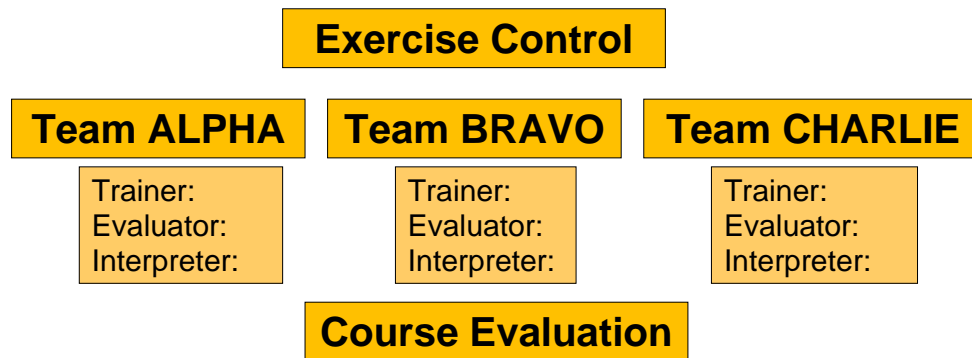 Exercise Control
Team ALPHA
Trainer:
Evaluator:
Interpreter:
Team BRAVO
Trainer:
Evaluator:
Interpreter:
Team CHARLIE
Trainer:
Evaluator:
Interpreter:
Course Evaluation